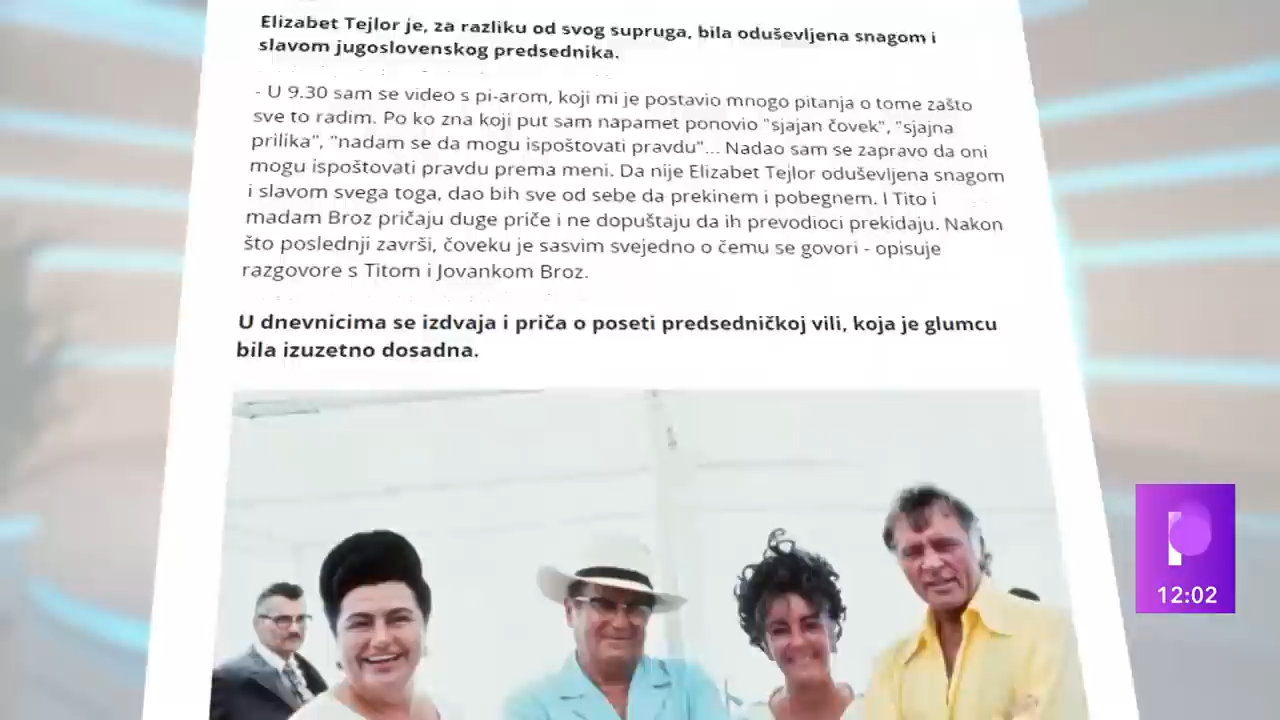 Elizabet Tejlor je, za razliku od svog supruga, bila oduševljena snagom i
slavom jugoslovenskog predsednika.
- U 9.30 sam se video s pi-arom, koji mi je postavio mnogo pitanja o tome zašto
sve to radim. Po ko zna koji put sam napamet ponovio "sjajan čovek", "sjajna
prilika", "nadam se da mogu ispoštovati pravdu"... Nadao sam se zapravo da oni
mogu ispoštovati pravdu prema meni. Da nije Elizabet Tejlor oduševljena snagom
i slavom svega toga, dao bih sve od sebe da prekinem i pobegnem. I Tito i
madam Broz pričaju duge priče i ne dopuštaju da ih prevodioci prekidaju. Nakon
što poslednji završi, čoveku je sasvim svejedno o čemu se govori - opisuje
razgovore s Titom i Jovankom Broz.
U dnevnicima se izdvaja i priča o poseti predsedničkoj vili, koja je glumcu
bila izuzetno dosadna.
12:02